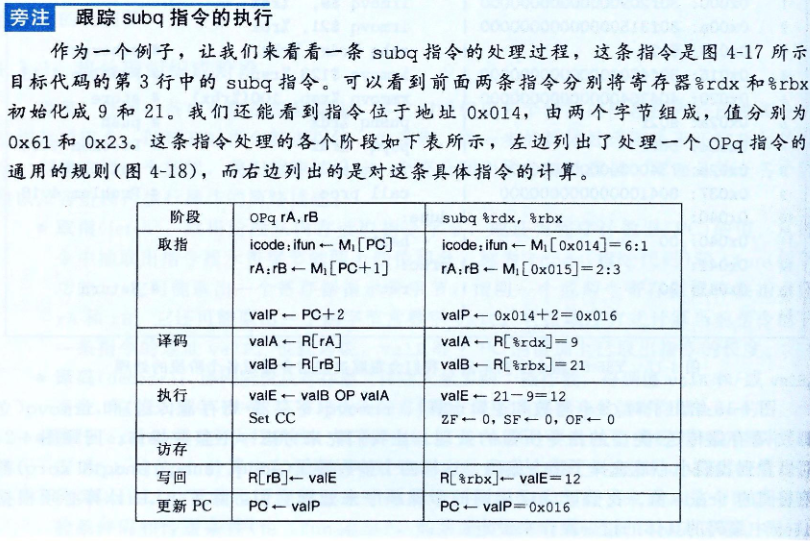 旁注 跟踪 subq 指令的执行
作为一个例子，让我们来看看一条 subq 指令的处理过程，这条指令是图 4-17 所示
目标代码的第 3 行中的 subq 指令。可以看到前面两条指令分别将寄存器%rdx 和%rbx
初始化成 9 和 21。我们还能看到指令位于地址 0x014，由两个字节组成，值分别为
0x61 和 0x23。这条指令处理的各个阶段如下表所示，左边列出了处理一个 OPq 指令的
通用的规则(图 4-18)，而右边列出的是对这条具体指令的计算。
阶段 OPq rA,rB subq %rdx, %rbx
取指 icode:ifun ← M₁[PC] icode:ifun ← M₁[0x014]=6:1
rA:rB ← M₁[PC+1] rA:rB ← M₁[0x015]=2:3
valP ← PC+2 valP ← 0x014+2=0x016
译码 valA ← R[rA] valA ← R[%rdx]=9
valB ← R[rB] valB ← R[%rbx]=21
执行 valE ← valB OP valA valE ← 21-9=12
Set CC ZF ← 0, SF ← 0, OF ← 0
访存
写回 R[rB] ← valE R[%rbx] ← valE=12
更新 PC PC ← valP PC ← valP=0x016